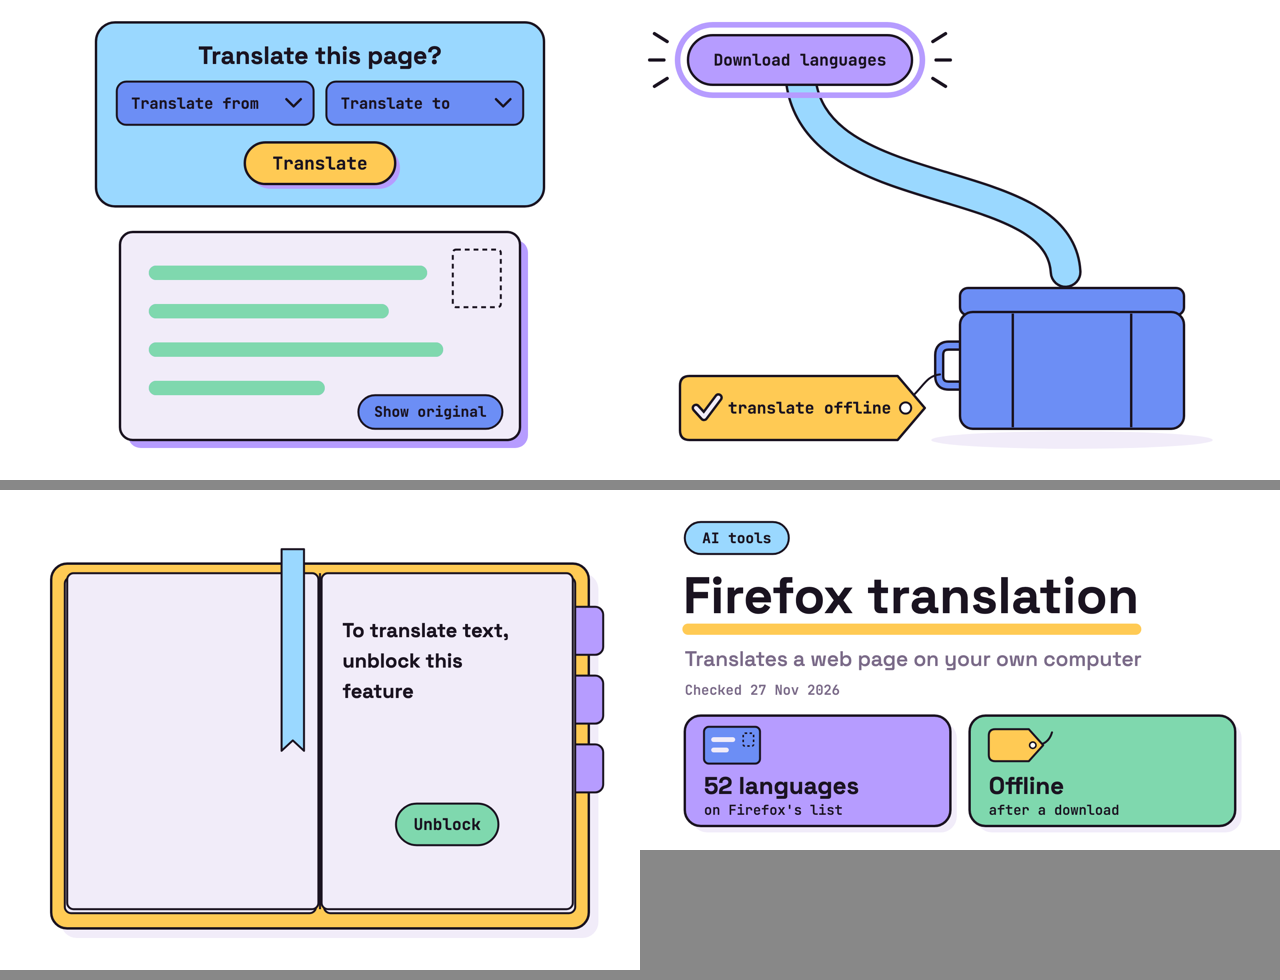 Translate this page?
Translate from
Translate to
Translate
Show original
Download languages
translate offline
To translate text,
unblock this
feature
Unblock
AI tools
Firefox translation
Translates a web page on your own computer
Checked 27 Nov 2026
52 languages
on Firefox's list
Offline
after a download